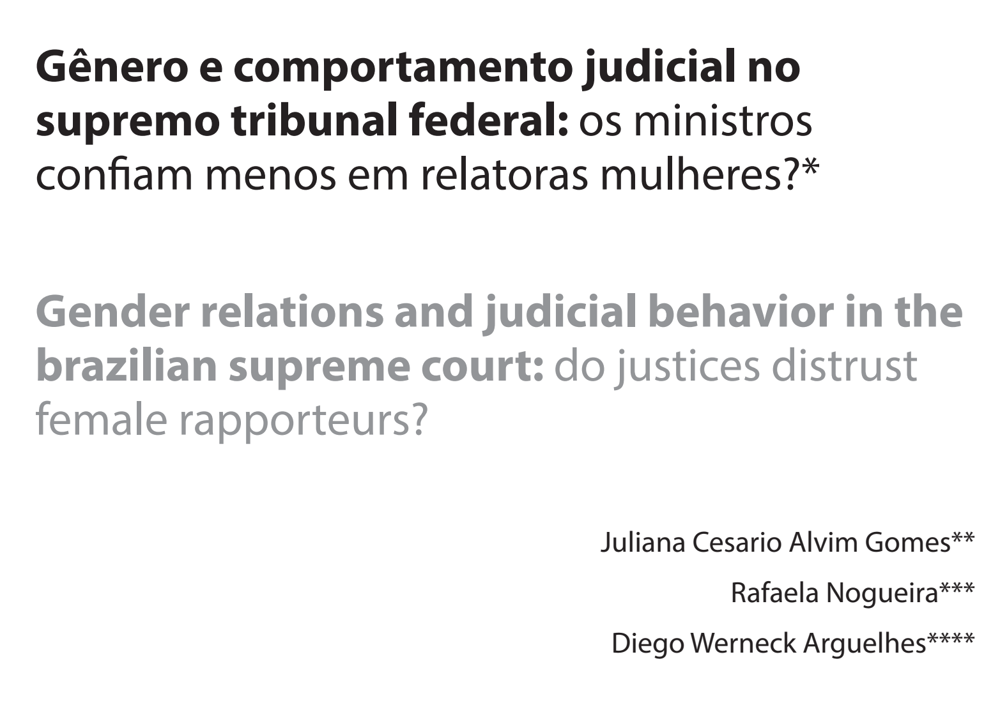 Gênero e comportamento judicial no
supremo tribunal federal: os ministros
confiam menos em relatoras mulheres?*
Gender relations and judicial behavior in the
brazilian supreme court: do justices distrust
female rapporteurs?
Juliana Cesario Alvim Gomes**
Rafaela Nogueira***
Diego Werneck Arguelhes****